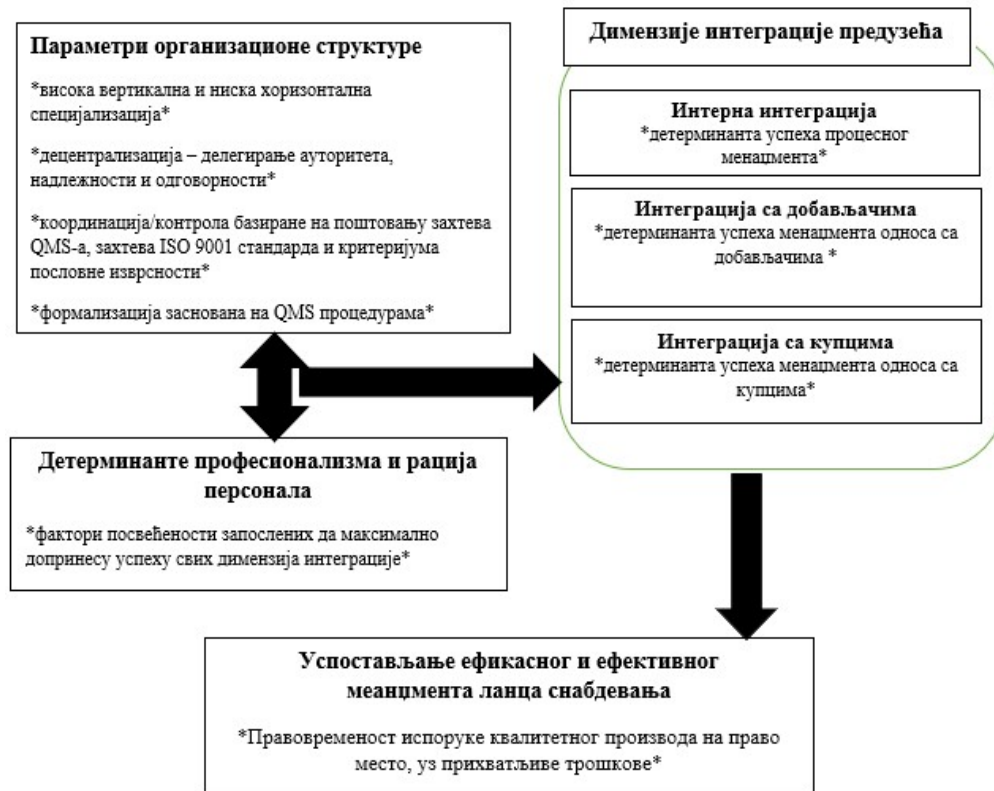 Параметри организационе структуре
*висока вертикална и ниска хоризонтална
специјализација*
*децентрализација – делегирање ауторитета,
надлежности и одговорности*
*координација/контрола базиране на поштовању захтева
QMS-a, захтева ISO 9001 стандарда и критеријума
пословне изврсности*
*формализација заснована на QMS процедурама*
Димензије интеграције предузећа
Интерна интеграција
*детерминанта успеха процесног
менаџмента*
Интеграција са добављачима
*детерминанта успеха менаџмента односа са
добављачима *
Интеграција са купцима
*детерминанта успеха менаџмента односа са
купцима*
Детерминанте професионализма и рација
персонала
*фактори посвећености запослених да максимално
допринесу успеху свих димензија интеграције*
Успостављање ефикасног и ефективног
меанџмента ланца снабдевања
*Правовременост испоруке квалитетног производа на право
место, уз прихватљиве трошкове*